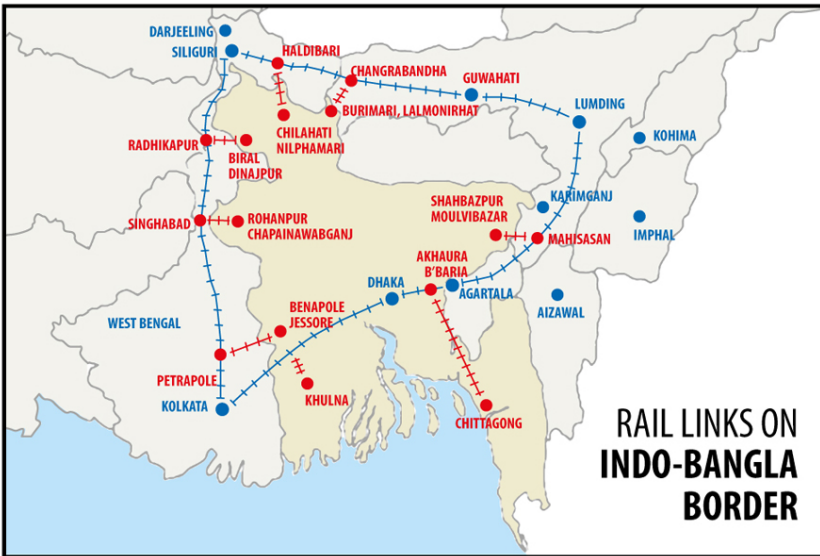 DARJEELING
SILIGURI
HALDIBARI
CHANGRABANDHA
GUWAHATI
BURIMARI, LALMONIRHAT
LUMDING
CHILAHATI
NILPHAMARI
KOHIMA
RADHIKAPUR
BIRAL
DINAJPUR
SHAHBAZPUR
MOULVIBAZAR
KARIMGANJ
SINGHABAD
ROHANPUR
CHAPAINAWABGANJ
MAHISASAN
IMPHAL
AKHAURA
B'BARIA
DHAKA
AGARTALA
AIZAWAL
BENAPOLE
JESSORE
WEST BENGAL
PETRAPOLE
KHULNA
KOLKATA
CHITTAGONG
RAIL LINKS ON
INDO-BANGLA
BORDER